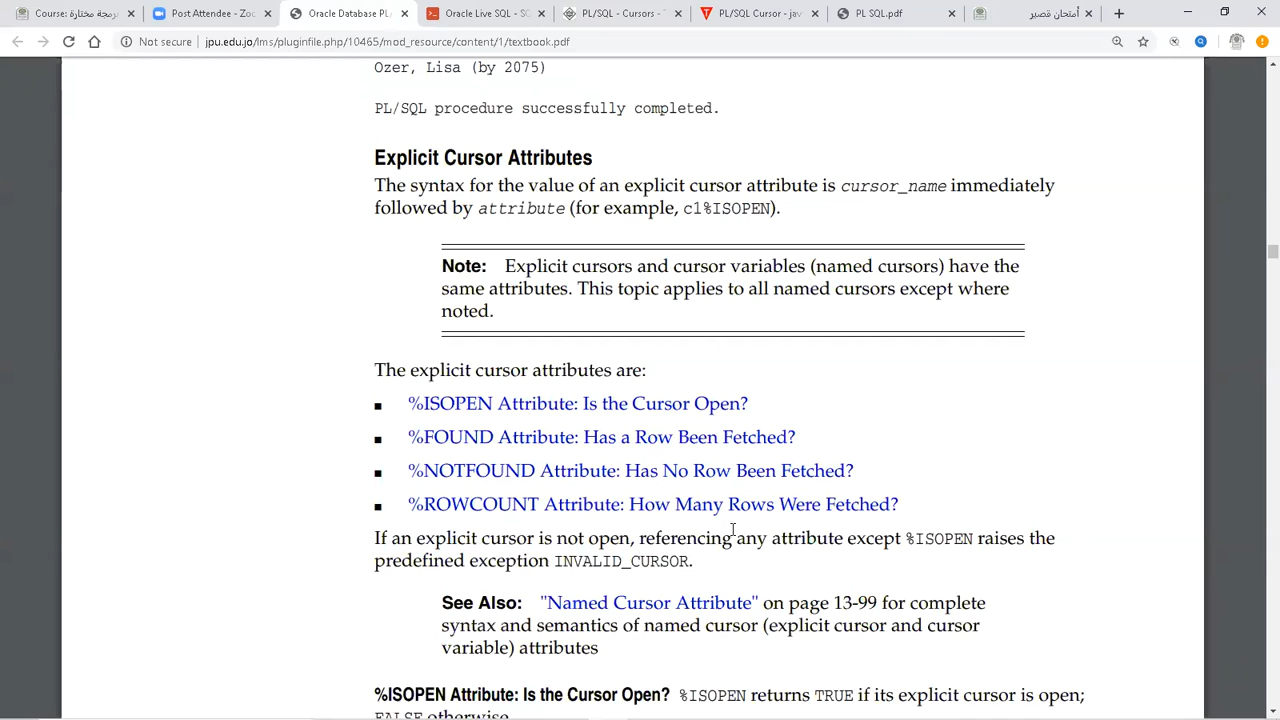 Course: برمجة مختارة
Post Attendee - Zoo
Oracle Database PL/
Oracle Live SQL - SQ
PL/SQL - Cursors - T
PL/SQL Cursor - jav
PL SQL.pdf
أمتحان قصير
Not secure | jpu.edu.jo/lms/pluginfile.php/10465/mod_resource/content/1/textbook.pdf
Ozer, Lisa (by 2075)
PL/SQL procedure successfully completed.
Explicit Cursor Attributes
The syntax for the value of an explicit cursor attribute is cursor_name immediately
followed by attribute (for example, c1%ISOPEN).
Note: Explicit cursors and cursor variables (named cursors) have the
same attributes. This topic applies to all named cursors except where
noted.
The explicit cursor attributes are:
■ %ISOPEN Attribute: Is the Cursor Open?
■ %FOUND Attribute: Has a Row Been Fetched?
■ %NOTFOUND Attribute: Has No Row Been Fetched?
■ %ROWCOUNT Attribute: How Many Rows Were Fetched?
If an explicit cursor is not open, referencing any attribute except %ISOPEN raises the
predefined exception INVALID_CURSOR.
See Also: "Named Cursor Attribute" on page 13-99 for complete
syntax and semantics of named cursor (explicit cursor and cursor
variable) attributes
%ISOPEN Attribute: Is the Cursor Open? %ISOPEN returns TRUE if its explicit cursor is open;
FALSE otherwise